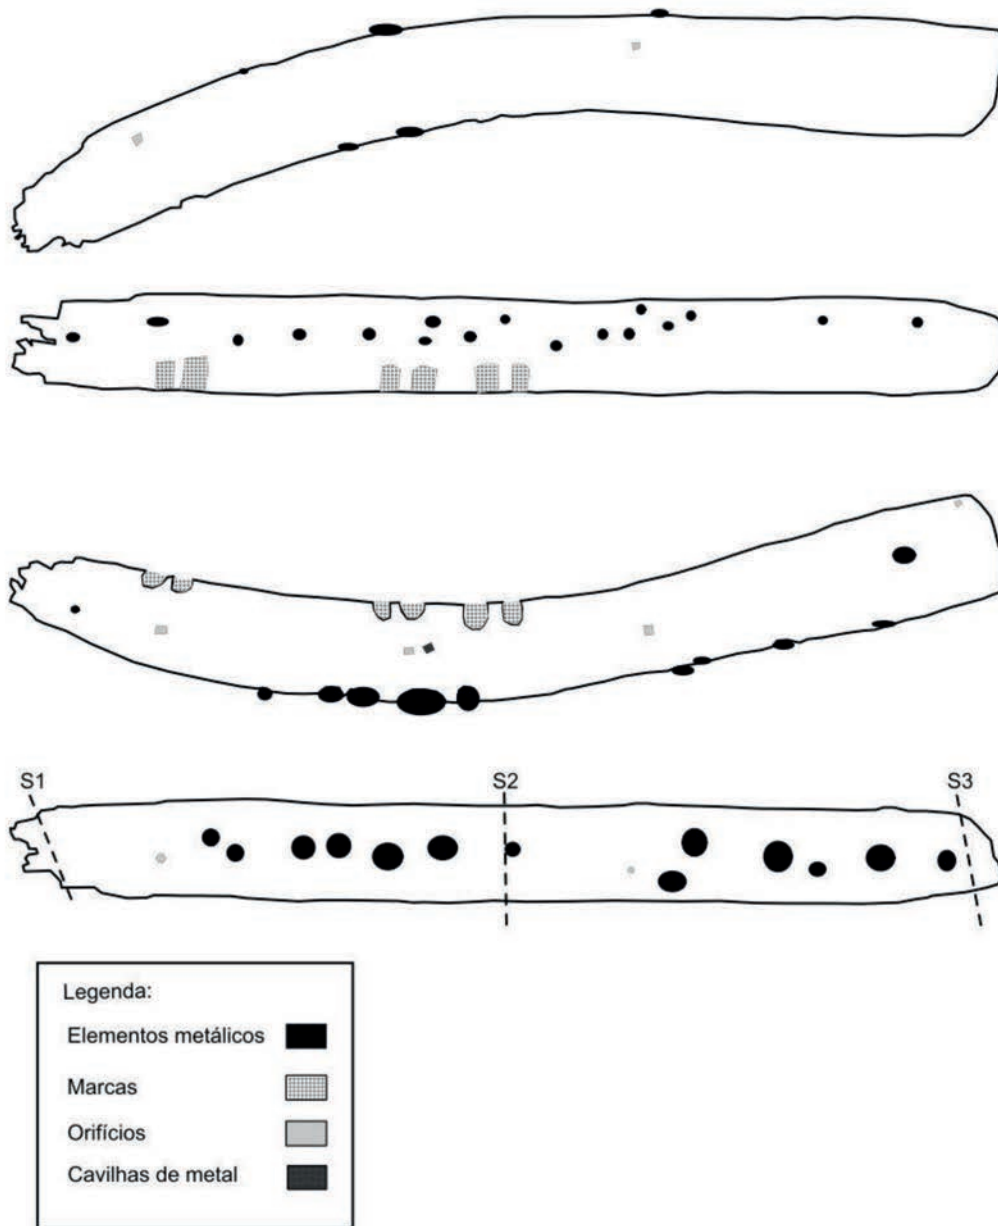 S1
S2
S3
Legenda:
Elementos metálicos
Marcas
Orifícios
Cavilhas de metal